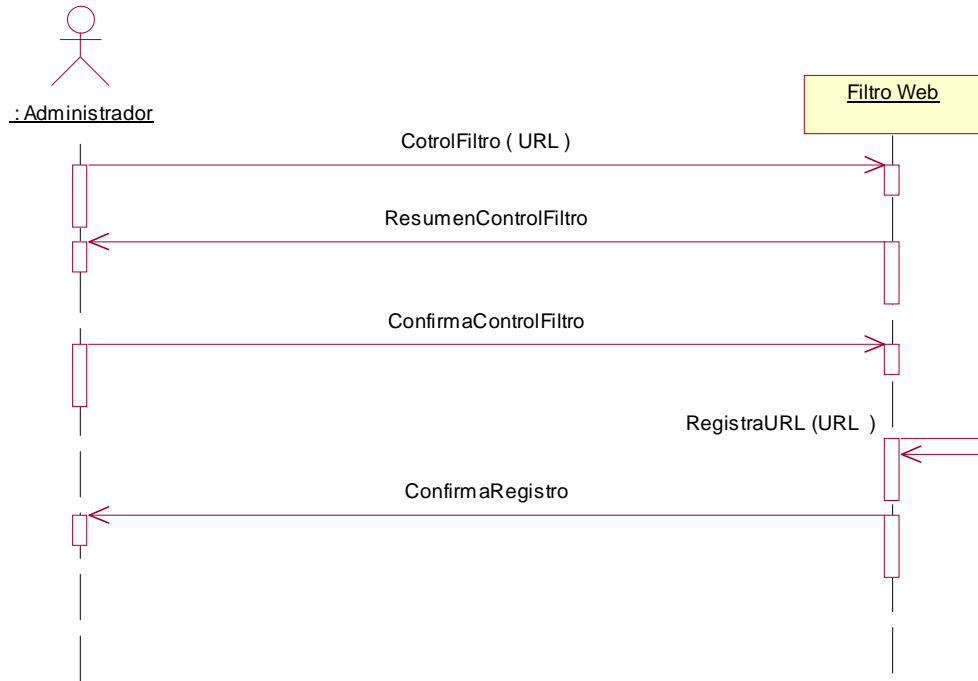 : Administrador
Filtro Web
CotrolFiltro ( URL )
ResumenControlFiltro
ConfirmaControlFiltro
RegistraURL (URL )
ConfirmaRegistro